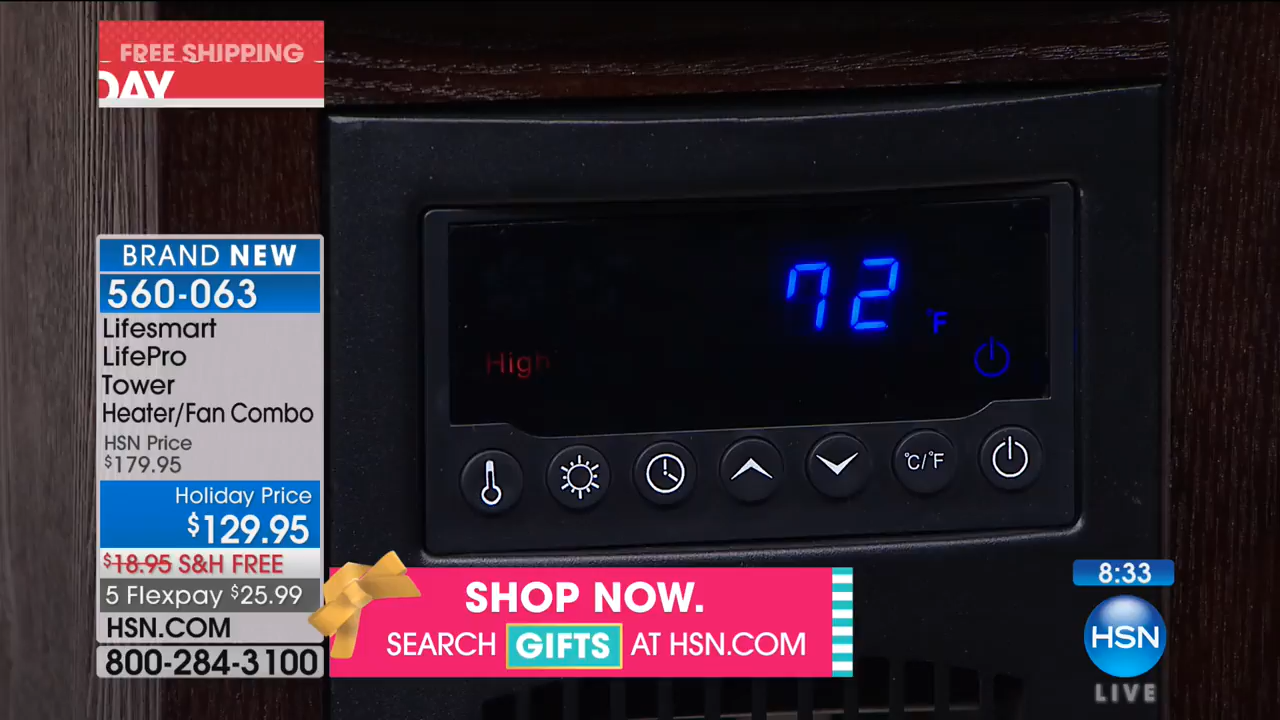 FREE SHIPPING
DAY
BRAND NEW
560-063
Lifesmart
LifePro
Tower
Heater/Fan Combo
HSN Price
$179.95
Holiday Price
$129.95
$18.95 S&H FREE
5 Flexpay $25.99
HSN.COM
800-284-3100
72 °F
High
°C/°F
SHOP NOW.
SEARCH GIFTS AT HSN.COM
8:33
HSN
LIVE